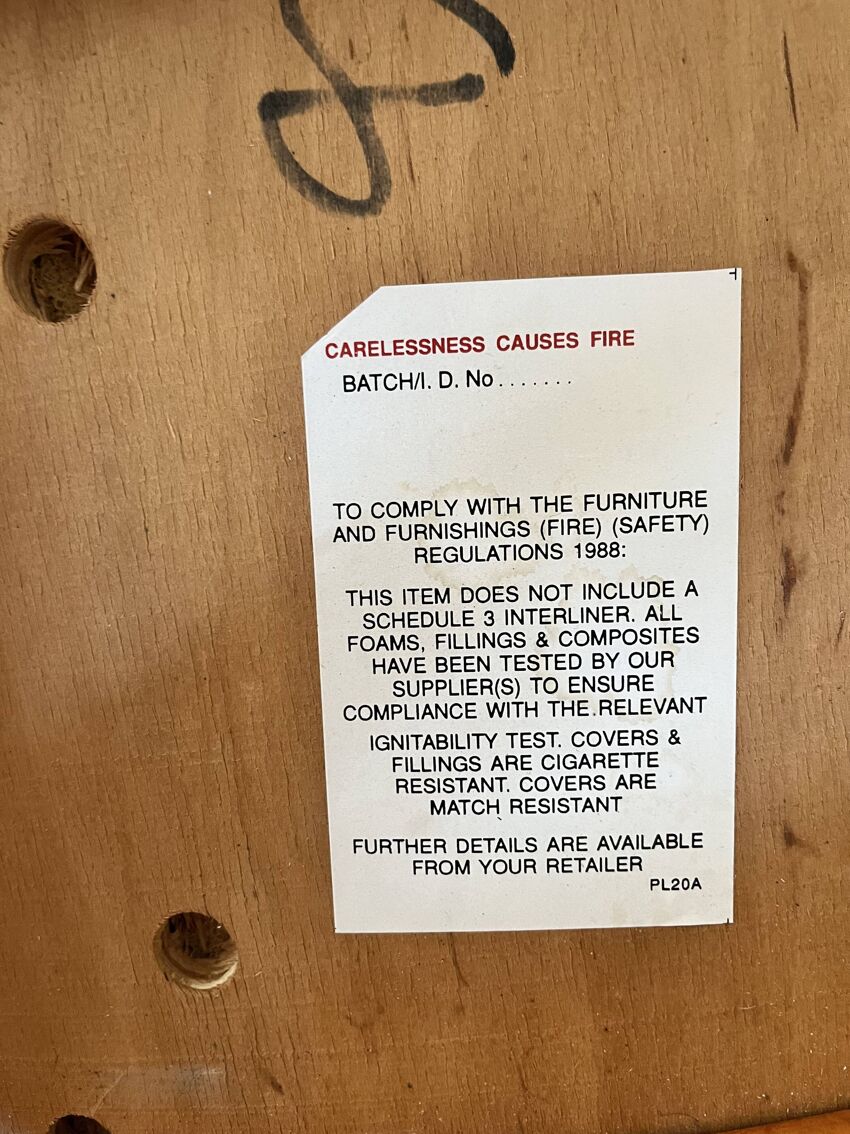 CARELESSNESS CAUSES FIRE
BATCH/I. D. No.......
TO COMPLY WITH THE FURNITURE
AND FURNISHINGS (FIRE) (SAFETY)
REGULATIONS 1988:
THIS ITEM DOES NOT INCLUDE A
SCHEDULE 3 INTERLINER. ALL
FOAMS, FILLINGS & COMPOSITES
HAVE BEEN TESTED BY OUR
SUPPLIER(S) TO ENSURE
COMPLIANCE WITH THE RELEVANT
IGNITABILITY TEST. COVERS &
FILLINGS ARE CIGARETTE
RESISTANT. COVERS ARE
MATCH RESISTANT
FURTHER DETAILS ARE AVAILABLE
FROM YOUR RETAILER
PL20A